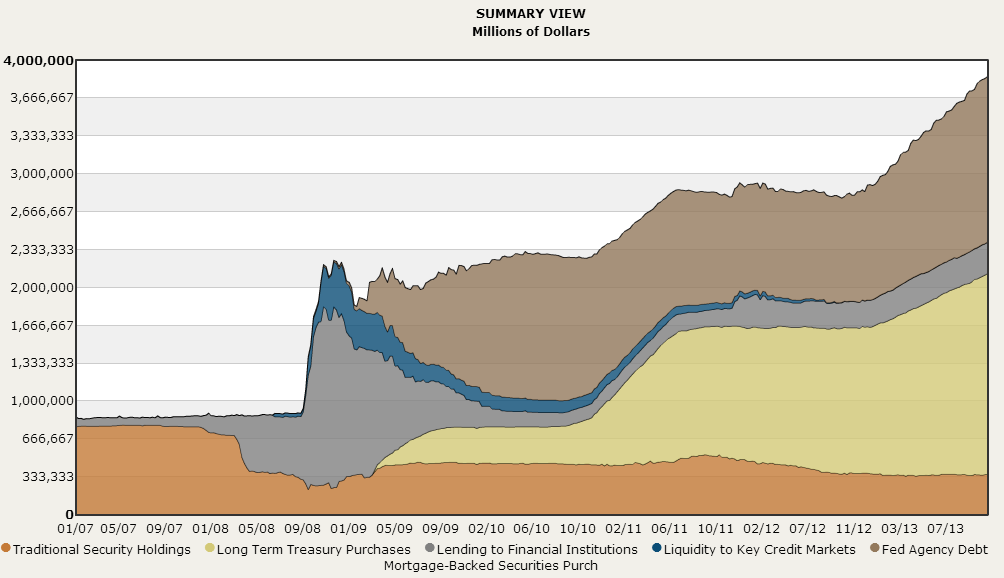 SUMMARY VIEW
Millions of Dollars
4,000,000
3,666,667
3,333,333
3,000,000
2,666,667
2,333,333
2,000,000
1,666,667
1,333,333
1,000,000
666,667
333,333
0
01/07 05/07 09/07 01/08 05/08 09/08 01/09 05/09 09/09 02/10 06/10 10/10 02/11 06/11 10/11 02/12 07/12 11/12 03/13 07/13
Traditional Security Holdings Long Term Treasury Purchases Lending to Financial Institutions Liquidity to Key Credit Markets Fed Agency Debt
Mortgage-Backed Securities Purch